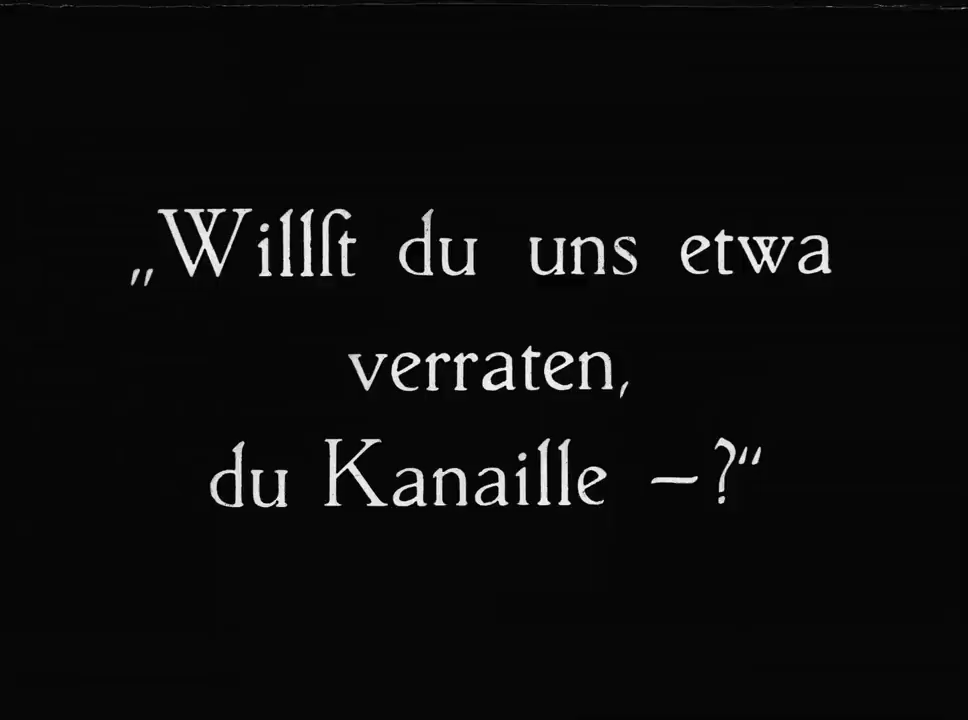 „Willſt du uns etwa
verraten,
du Kanaille —?“